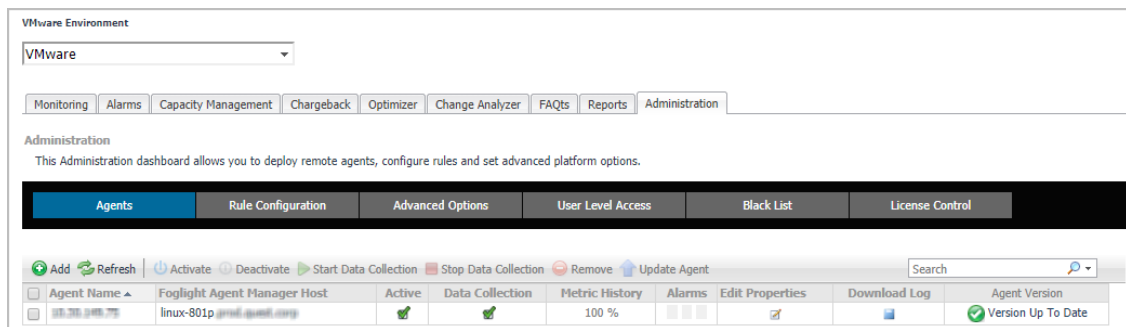 VMware Environment
VMware
Monitoring Alarms Capacity Management Chargeback Optimizer Change Analyzer FAQts Reports Administration
Administration
This Administration dashboard allows you to deploy remote agents, configure rules and set advanced platform options.
Agents Rule Configuration Advanced Options User Level Access Black List License Control
Add Refresh Activate Deactivate Start Data Collection Stop Data Collection Remove Update Agent Search
Agent Name Foglight Agent Manager Host Active Data Collection Metric History Alarms Edit Properties Download Log Agent Version
linux-801p 100 % Version Up To Date